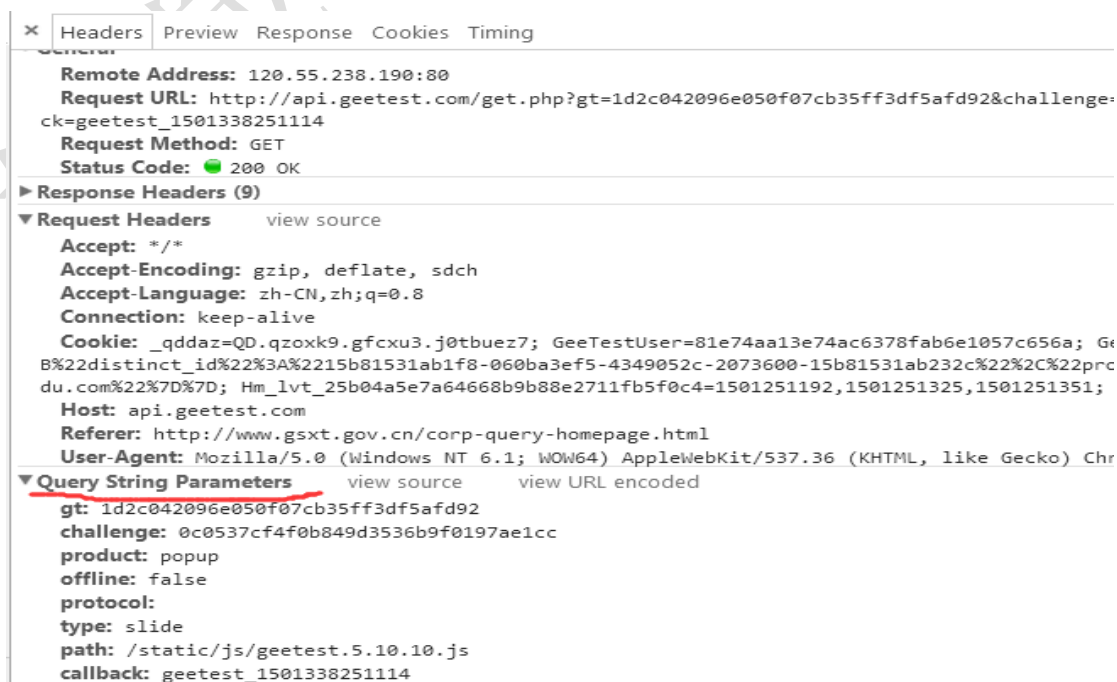 × Headers Preview Response Cookies Timing
General
Remote Address: 120.55.238.190:80
Request URL: http://api.geetest.com/get.php?gt=1d2c042096e050f07cb35ff3df5afd92&challenge=
ck=geetest_1501338251114
Request Method: GET
Status Code: 200 OK
Response Headers (9)
Request Headers view source
Accept: */*
Accept-Encoding: gzip, deflate, sdch
Accept-Language: zh-CN,zh;q=0.8
Connection: keep-alive
Cookie: _qddaz=QD.qzoxk9.gfcxu3.j0tbuez7; GeeTestUser=81e74aa13e74ac6378fab6e1057c656a; Ge
B%22distinct_id%22%3A%2215b81531ab1f8-060ba3ef5-4349052c-2073600-15b81531ab232c%22%2C%22pro
du.com%22%7D%7D; Hm_lvt_25b04a5e7a64668b9b88e2711fb5f0c4=1501251192,1501251325,1501251351;
Host: api.geetest.com
Referer: http://www.gsxt.gov.cn/corp-query-homepage.html
User-Agent: Mozilla/5.0 (Windows NT 6.1; WOW64) AppleWebKit/537.36 (KHTML, like Gecko) Chr
Query String Parameters view source view URL encoded
gt: 1d2c042096e050f07cb35ff3df5afd92
challenge: 0c0537cf4f0b849d3536b9f0197ae1cc
product: popup
offline: false
protocol:
type: slide
path: /static/js/geetest.5.10.10.js
callback: geetest_1501338251114